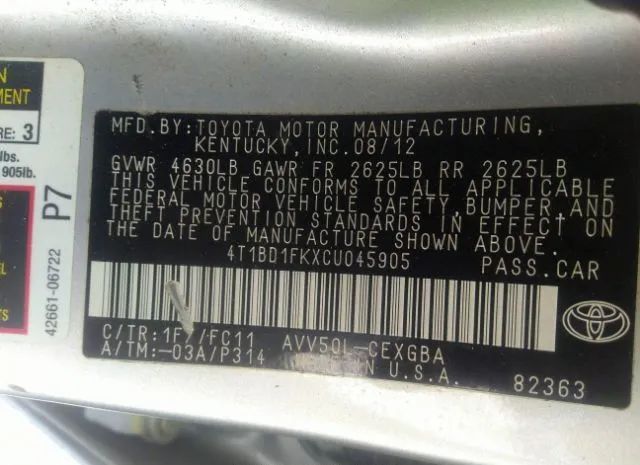 N
MENT
RE: 3
lbs.
905lb.
P7
42661-06722
MFD.BY:TOYOTA MOTOR MANUFACTURING,
KENTUCKY,INC.08/12
GVWR 4630LB GAWR FR 2625LB RR 2625LB
THIS VEHICLE CONFORMS TO ALL APPLICABLE
FEDERAL MOTOR VEHICLE SAFETY,BUMPER,AND
THEFT PREVENTION STANDARDS IN EFFECT ON
THE DATE OF MANUFACTURE SHOWN ABOVE.
4T1BD1FKXCU045905 PASS.CAR
C/TR:1F7/FC11 AVV50L-CEXGBA
A/TM:-03A/P314 U.S.A.
82363
TOYOTA